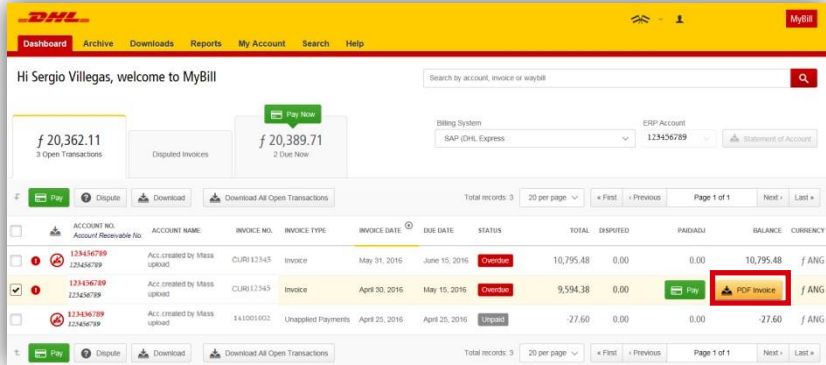 DHL
MyBill
Dashboard Archive Downloads Reports My Account Search Help
Hi Sergio Villegas, welcome to MyBill
Search by account, invoice or waybill
Pay Now
ƒ 20,362.11
3 Open Transactions
Disputed Invoices
ƒ 20,389.71
2 Due Now
Billing System
SAP (DHL Express
ERP Account
123456789
Statement of Account
Pay Dispute Download Download All Open Transactions Total records: 3 20 per page « First ‹ Previous Page 1 of 1 Next › Last »
ACCOUNT NO. ACCOUNT NAME INVOICE NO. INVOICE TYPE INVOICE DATE DUE DATE STATUS TOTAL DISPUTED PAID/ADJ BALANCE CURRENCY
Account Receivable No.
123456789 Acc.created by Mass CURI12345 Invoice May 31, 2016 June 15, 2016 Overdue 10,795.48 0.00 0.00 10,795.48 ƒ ANG
123456789 upload
123456789 Acc.created by Mass CURI12345 Invoice April 30, 2016 May 15, 2016 Overdue 9,594.38 0.00 Pay PDF Invoice ƒ ANG
123456789 upload
123456789 Acc.created by Mass 161001002 Unapplied Payments April 25, 2016 April 25, 2016 Unpaid -27.60 0.00 0.00 -27.60 ƒ ANG
123456789 upload
Pay Dispute Download Download All Open Transactions Total records: 3 20 per page « First ‹ Previous Page 1 of 1 Next › Last »